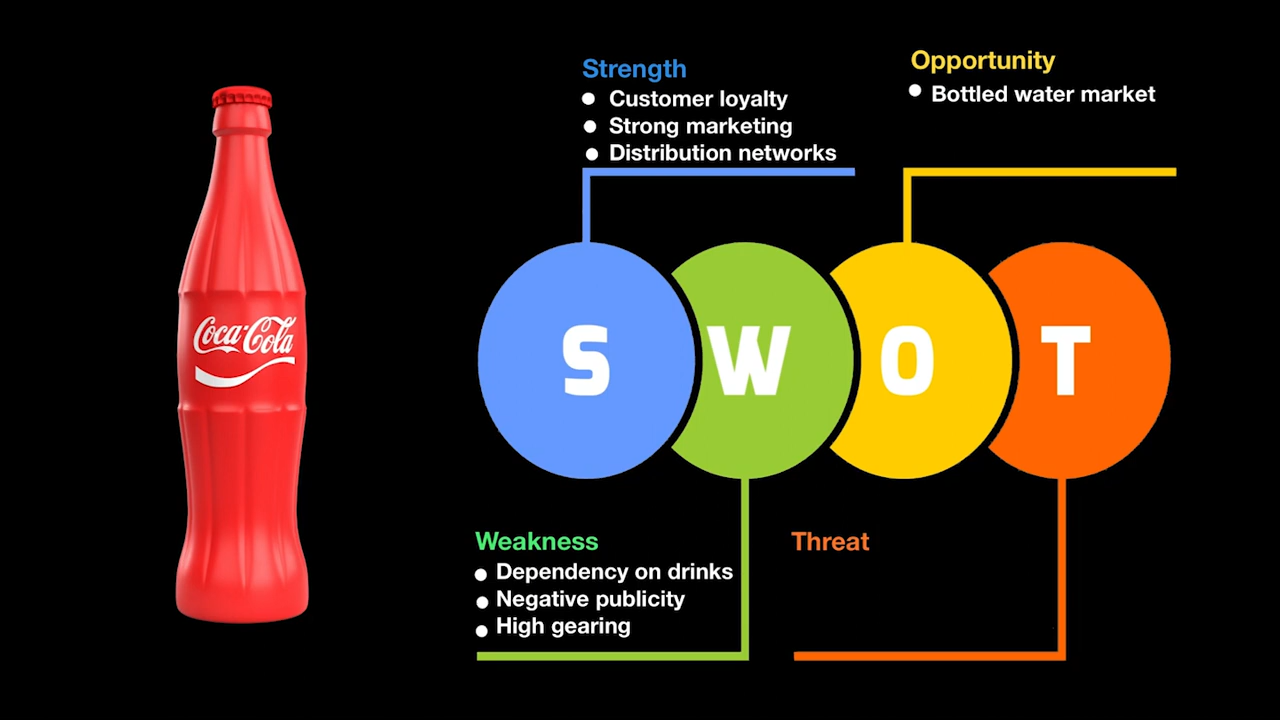 Coca-Cola
Strength
Customer loyalty
Strong marketing
Distribution networks
Opportunity
Bottled water market
S W O T
Weakness
Dependency on drinks
Negative publicity
High gearing
Threat